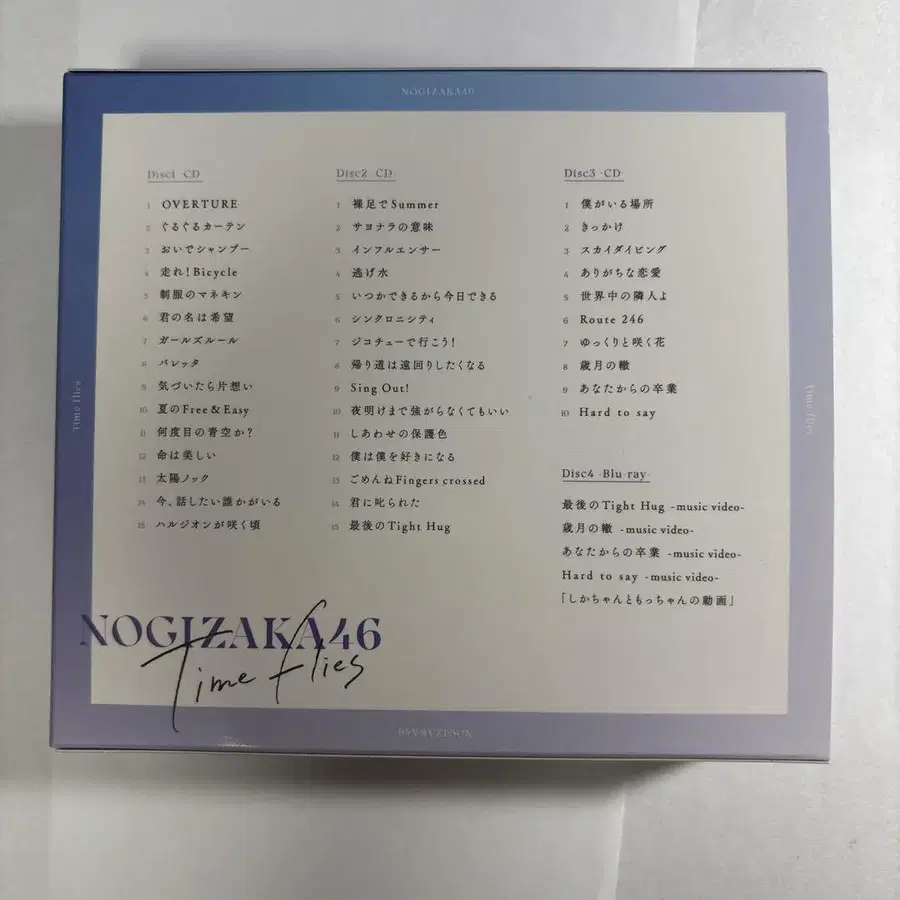 NOGIZAKA46
Disc1 -CD-
1 OVERTURE
2 ぐるぐるカーテン
3 おいでシャンプー
4 走れ!Bicycle
5 制服のマネキン
6 君の名は希望
7 ガールズルール
8 バレッタ
9 気づいたら片想い
10 夏のFree&Easy
11 何度目の青空か?
12 命は美しい
13 太陽ノック
14 今、話したい誰かがいる
15 ハルジオンが咲く頃
Disc2 -CD-
1 裸足でSummer
2 サヨナラの意味
3 インフルエンサー
4 逃げ水
5 いつかできるから今日できる
6 シンクロニシティ
7 ジコチューで行こう!
8 帰り道は遠回りしたくなる
9 Sing Out!
10 夜明けまで強がらなくてもいい
11 しあわせの保護色
12 僕は僕を好きになる
13 ごめんねFingers crossed
14 君に叱られた
15 最後のTight Hug
Disc3 -CD-
1 僕がいる場所
2 きっかけ
3 スカイダイビング
4 ありがちな恋愛
5 世界中の隣人よ
6 Route 246
7 ゆっくりと咲く花
8 歳月の轍
9 あなたからの卒業
10 Hard to say
Disc4 -Blu-ray-
最後のTight Hug -music video-
歳月の轍 -music video-
あなたからの卒業 -music video-
Hard to say -music video-
「しかちゃんともっちゃんの動画」
Time flies
Time flies
NOGIZAKA46
Time flies
NOGIZAKA46